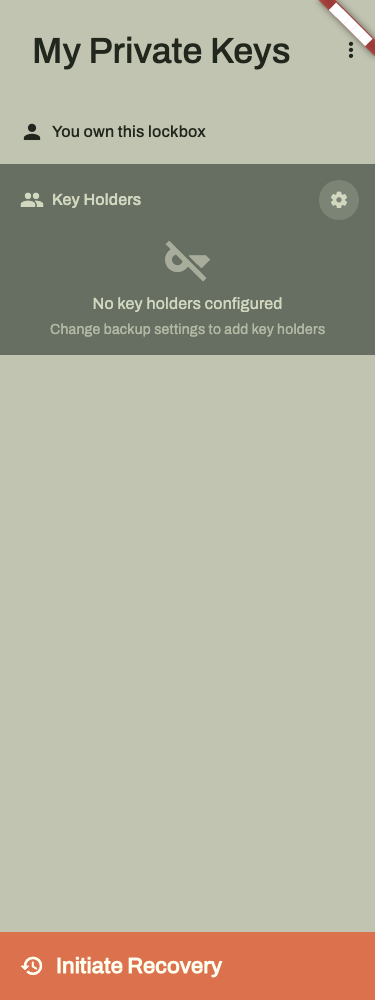 My Private Keys
You own this lockbox
Key Holders
No key holders configured
Change backup settings to add key holders
Initiate Recovery